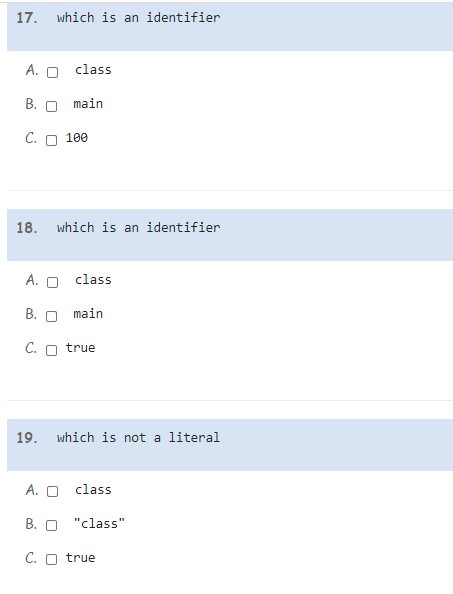 17. which is an identifier
A. class
B. main
C. 100
18. which is an identifier
A. class
B. main
C. true
19. which is not a literal
A. class
B. "class"
C. true